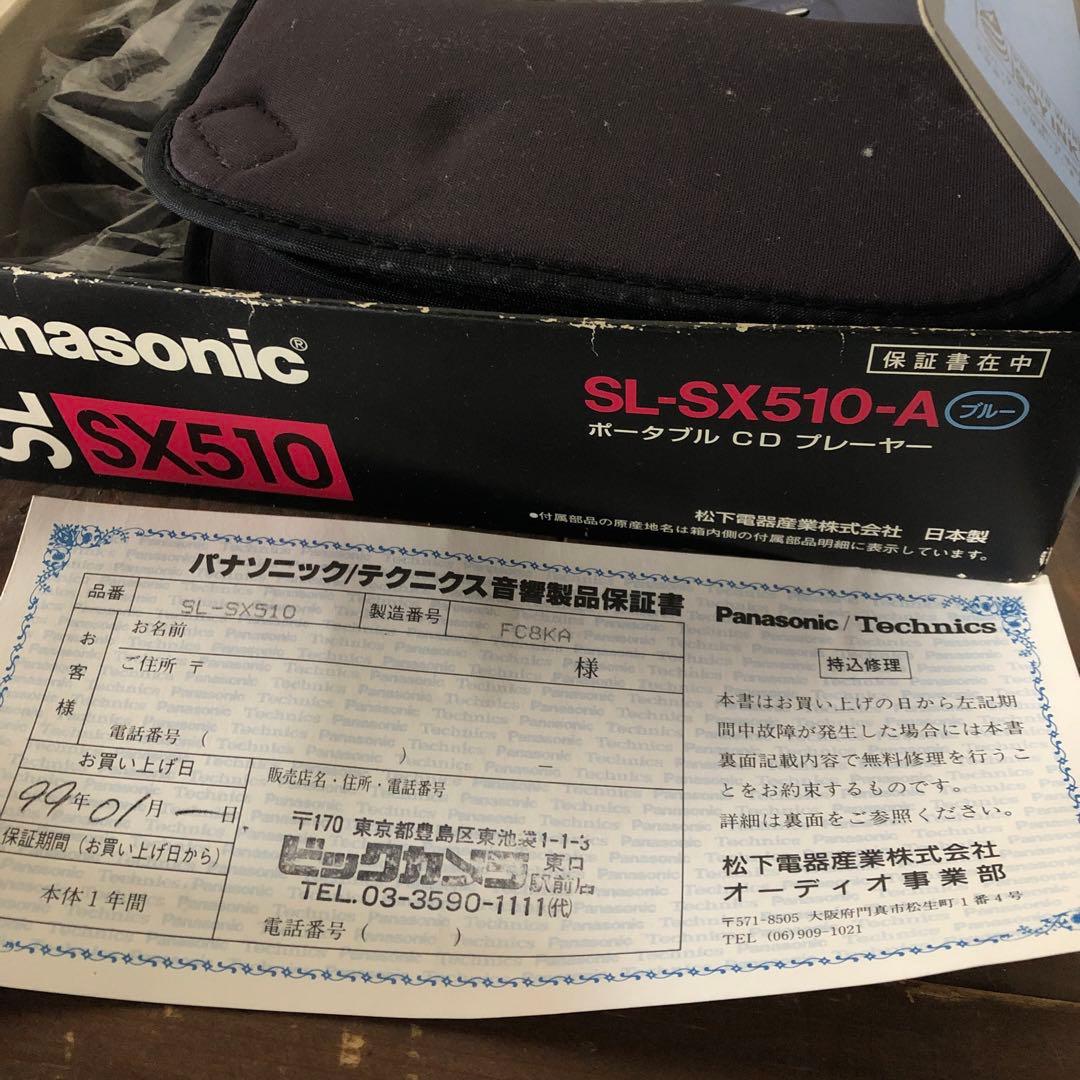 Panasonic®
SL
SX510
保証書在中
SL-SX510-A ブルー
ポータブル CD プレーヤー
松下電器産業株式会社 日本製
●付属部品の原産地名は箱内側の付属部品明細に表示しています。
パナソニック/テクニクス音響製品保証書
品番 SL-SX510 製造番号 FC8KA
お客様
お名前 様
ご住所 〒
電話番号 ( ) −
お買い上げ日
99年01月一日
保証期間 (お買い上げ日から)
本体1年間
販売店名・住所・電話番号
〒170 東京都豊島区東池袋1-1-3
ビックカメラ 東口駅前店
TEL.03-3590-1111(代)
電話番号 ( )
Panasonic/Technics
持込修理
本書はお買い上げの日から左記期
間中故障が発生した場合には本書
裏面記載内容で無料修理を行うこ
とをお約束するものです。
詳細は裏面をご参照ください。
松下電器産業株式会社
オーディオ事業部
〒571-8505 大阪府門真市松生町1番4号
TEL (06)909-1021